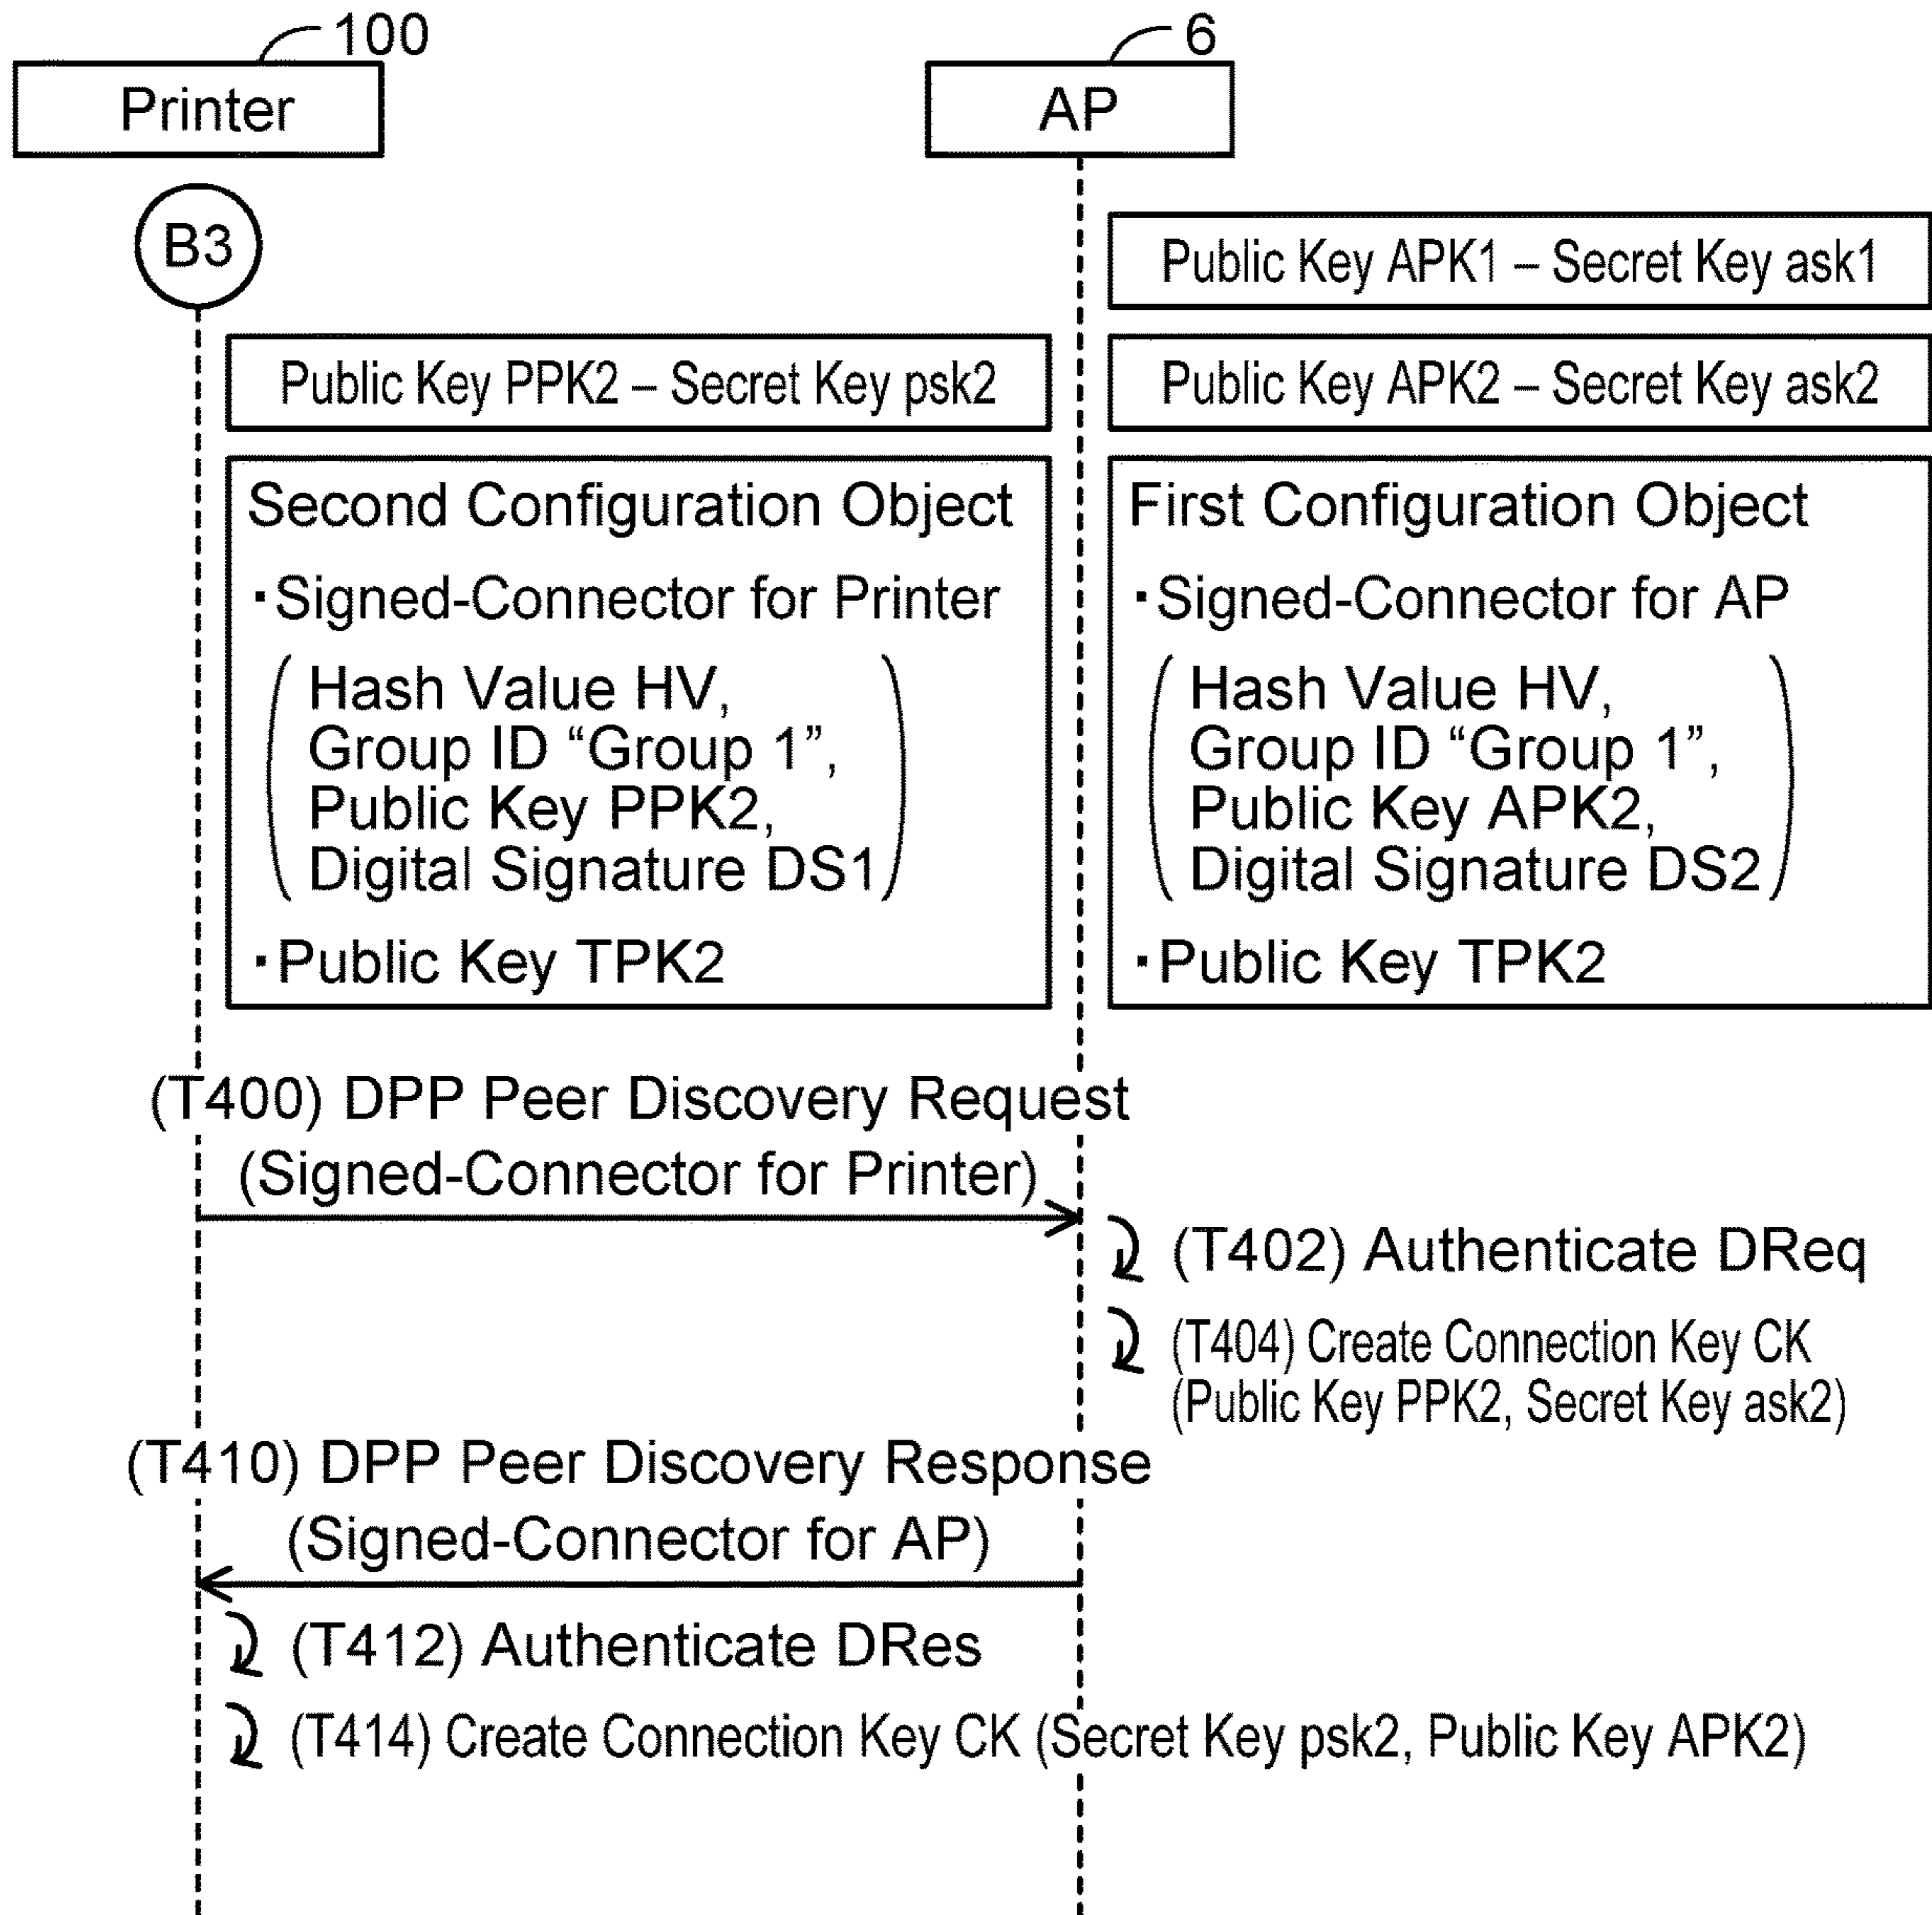 100
6
Printer
AP
B3
Public Key APK1 – Secret Key ask1
Public Key PPK2 – Secret Key psk2
Public Key APK2 – Secret Key ask2
Second Configuration Object
・Signed-Connector for Printer
Hash Value HV,
Group ID “Group 1”,
Public Key PPK2,
Digital Signature DS1
・Public Key TPK2
First Configuration Object
・Signed-Connector for AP
Hash Value HV,
Group ID “Group 1”,
Public Key APK2,
Digital Signature DS2
・Public Key TPK2
(T400) DPP Peer Discovery Request
(Signed-Connector for Printer)
(T402) Authenticate DReq
(T404) Create Connection Key CK
(Public Key PPK2, Secret Key ask2)
(T410) DPP Peer Discovery Response
(Signed-Connector for AP)
(T412) Authenticate DRes
(T414) Create Connection Key CK (Secret Key psk2, Public Key APK2)